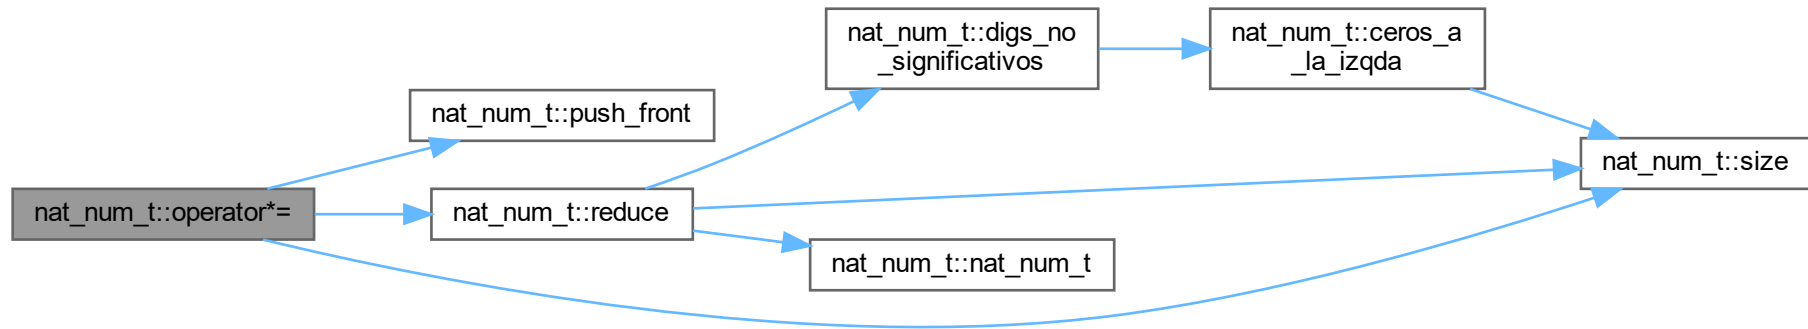 nat_num_t::operator*=
nat_num_t::push_front
nat_num_t::reduce
nat_num_t::digs_no
_significativos
nat_num_t::nat_num_t
nat_num_t::ceros_a
_la_izqda
nat_num_t::size